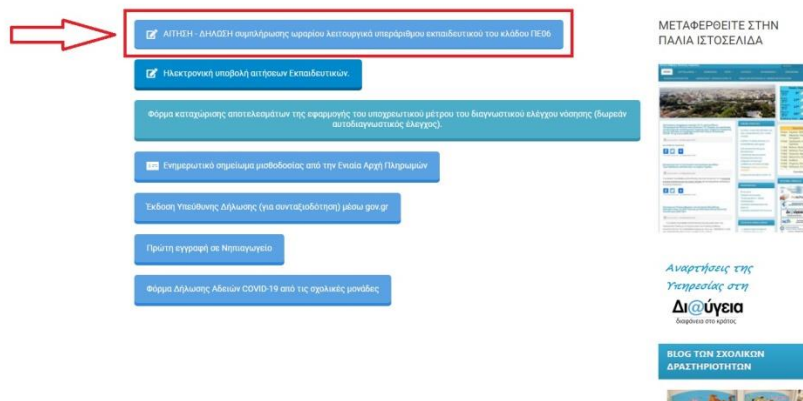 ΑΙΤΗΣΗ - ΔΗΛΩΣΗ συμπλήρωσης ωραρίου λειτουργικά υπεράριθμου εκπαιδευτικού του κλάδου ΠΕ06
Ηλεκτρονική υποβολή αιτήσεων Εκπαιδευτικών.
Φόρμα καταχώρισης αποτελεσμάτων της εφαρμογής του υποχρεωτικού μέτρου του διαγνωστικού ελέγχου νόσησης (δωρεάν
αυτοδιαγνωστικός έλεγχος).
Ενημερωτικό σημείωμα μισθοδοσίας από την Ενιαία Αρχή Πληρωμών
Έκδοση Υπεύθυνης Δήλωσης (για συνταξιοδότηση) μέσω gov.gr
Πρώτη εγγραφή σε Νηπιαγωγείο
Φόρμα Δήλωσης Αδειών COVID-19 από τις σχολικές μονάδες
ΜΕΤΑΦΕΡΘΕΙΤΕ ΣΤΗΝ
ΠΑΛΙΑ ΙΣΤΟΣΕΛΙΔΑ
Αναρτήσεις της
Υπηρεσίας στη
Δι@ύγεια
διαφάνεια στο κράτος
BLOG ΤΩΝ ΣΧΟΛΙΚΩΝ
ΔΡΑΣΤΗΡΙΟΤΗΤΩΝ